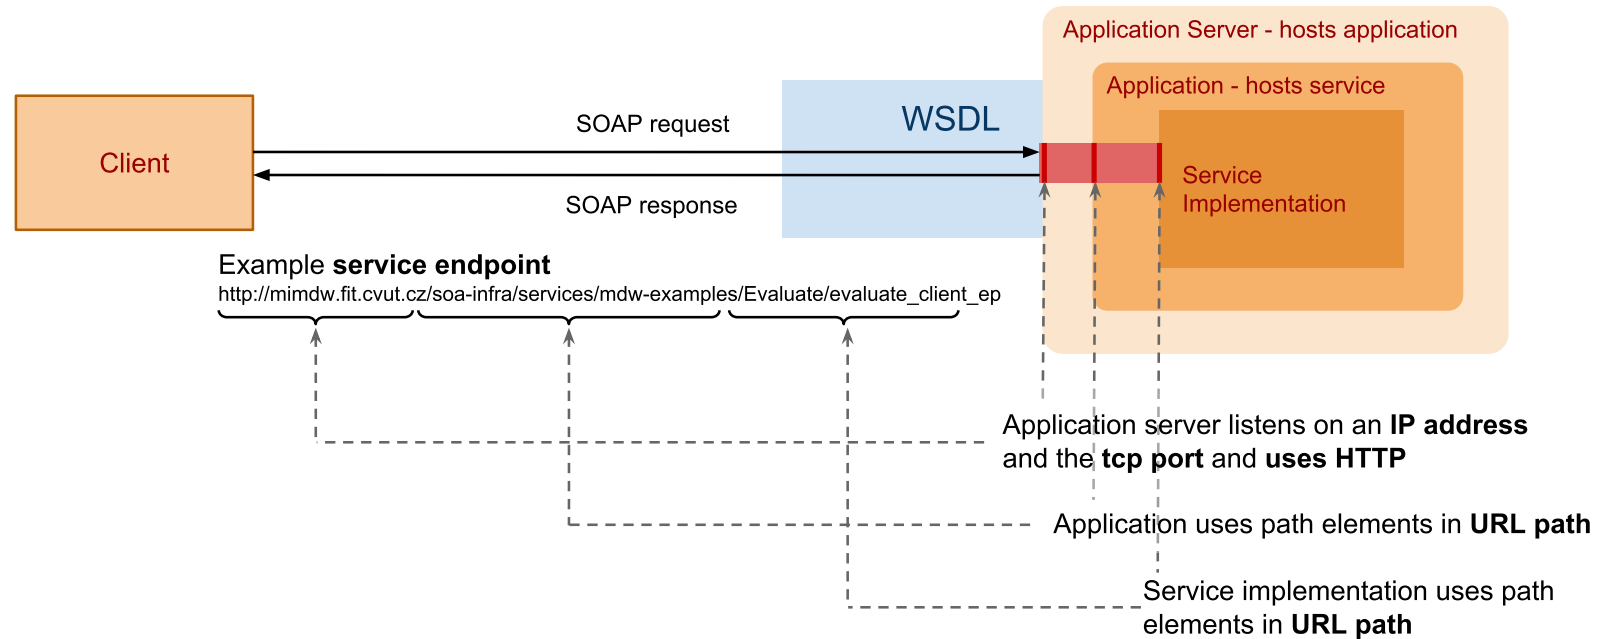 Application Server - hosts application
Application - hosts service
WSDL
SOAP request
Client
Service
Implementation
SOAP response
Example service endpoint
http://mimdw.fit.cvut.cz/soa-infra/services/mdw-examples/Evaluate/evaluate_client_ep
Application server listens on an IP address
and the tcp port and uses HTTP
Application uses path elements in URL path
Service implementation uses path
elements in URL path